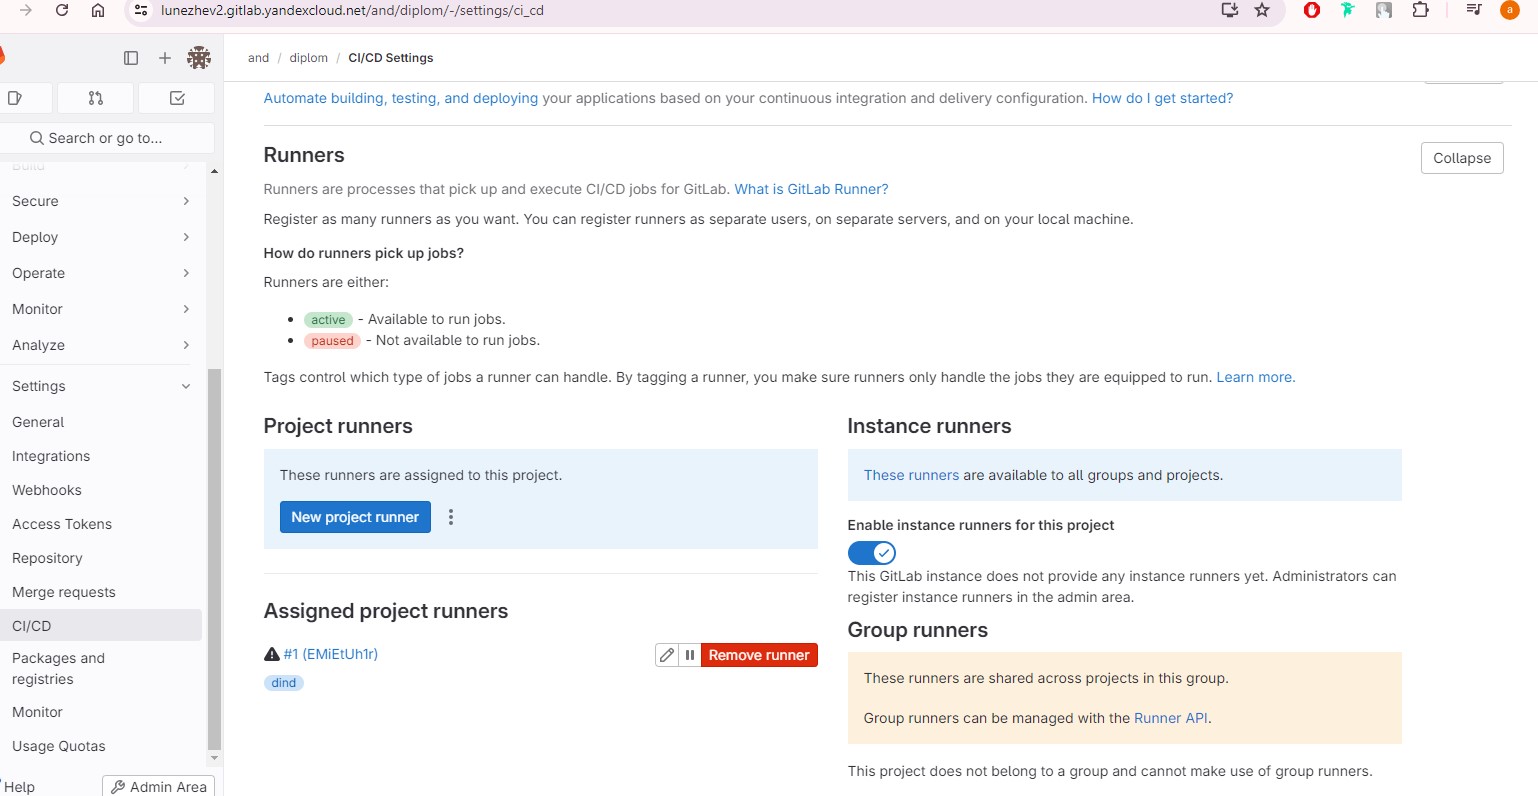 lunezhev2.gitlab.yandexcloud.net/and/diplom/-/settings/ci_cd
a
and / diplom / CI/CD Settings
Search or go to...
Build
Secure
Deploy
Operate
Monitor
Analyze
Settings
General
Integrations
Webhooks
Access Tokens
Repository
Merge requests
CI/CD
Packages and
registries
Monitor
Usage Quotas
Help
Admin Area
Automate building, testing, and deploying your applications based on your continuous integration and delivery configuration. How do I get started?
Runners
Collapse
Runners are processes that pick up and execute CI/CD jobs for GitLab. What is GitLab Runner?
Register as many runners as you want. You can register runners as separate users, on separate servers, and on your local machine.
How do runners pick up jobs?
Runners are either:
active - Available to run jobs.
paused - Not available to run jobs.
Tags control which type of jobs a runner can handle. By tagging a runner, you make sure runners only handle the jobs they are equipped to run. Learn more.
Project runners
These runners are assigned to this project.
New project runner
Assigned project runners
#1 (EMiEtUh1r)
Remove runner
dind
Instance runners
These runners are available to all groups and projects.
Enable instance runners for this project
This GitLab instance does not provide any instance runners yet. Administrators can
register instance runners in the admin area.
Group runners
These runners are shared across projects in this group.
Group runners can be managed with the Runner API.
This project does not belong to a group and cannot make use of group runners.